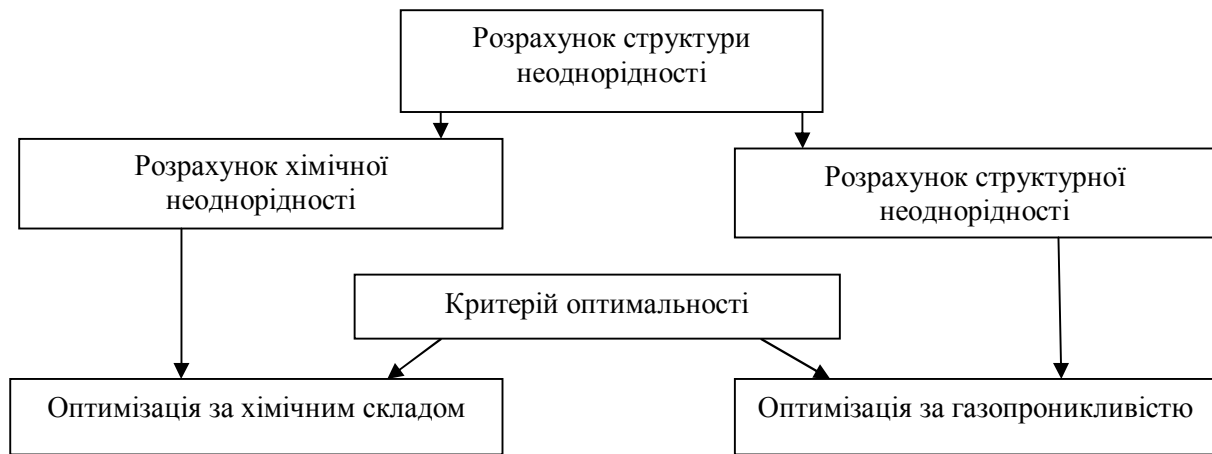 Розрахунок структури
неоднорідності
Розрахунок хімічної
неоднорідності
Розрахунок структурної
неоднорідності
Критерій оптимальності
Оптимізація за хімічним складом
Оптимізація за газопроникливістю